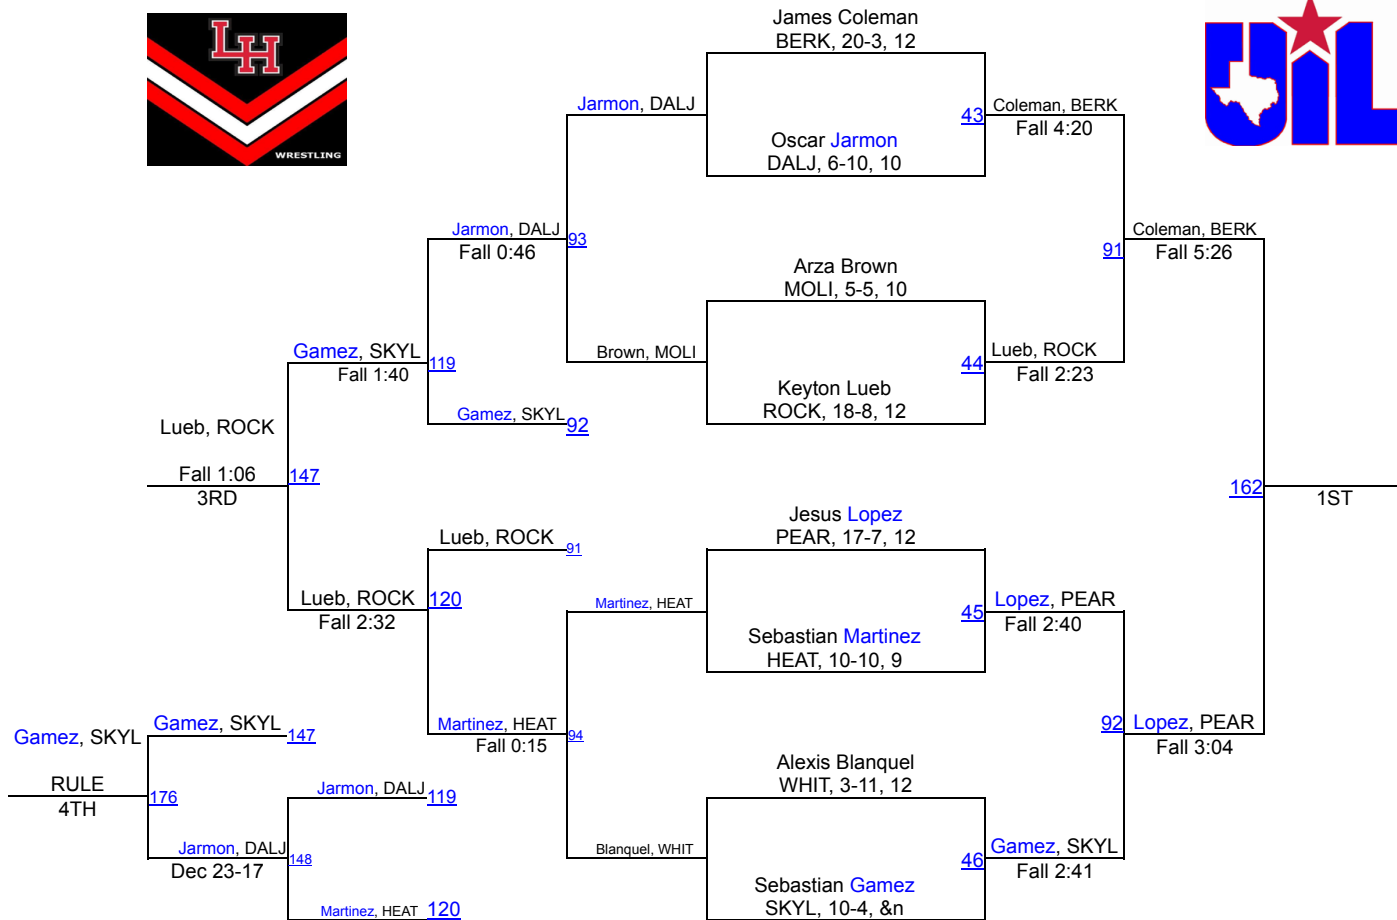 LH
WRESTLING
UIL
James Coleman
BERK, 20-3, 12
Jarmon, DALJ
43
Coleman, BERK
Fall 4:20
Oscar Jarmon
DALJ, 6-10, 10
Jarmon, DALJ
93
Fall 0:46
Coleman, BERK
91
Fall 5:26
Arza Brown
MOLI, 5-5, 10
Gamez, SKYL
119
Fall 1:40
Brown, MOLI
44
Lueb, ROCK
Fall 2:23
Keyton Lueb
ROCK, 18-8, 12
Gamez, SKYL
92
Lueb, ROCK
Fall 1:06
147
3RD
162
1ST
Jesus Lopez
PEAR, 17-7, 12
Lueb, ROCK
91
Lueb, ROCK
120
Fall 2:32
Martinez, HEAT
45
Lopez, PEAR
Fall 2:40
Sebastian Martinez
HEAT, 10-10, 9
Gamez, SKYL
Gamez, SKYL
147
Martinez, HEAT
94
Fall 0:15
92
Lopez, PEAR
Fall 3:04
Alexis Blanquel
WHIT, 3-11, 12
RULE
176
4TH
Jarmon, DALJ
119
Jarmon, DALJ
148
Dec 23-17
Blanquel, WHIT
46
Gamez, SKYL
Fall 2:41
Sebastian Gamez
SKYL, 10-4, &n
Martinez, HEAT
120